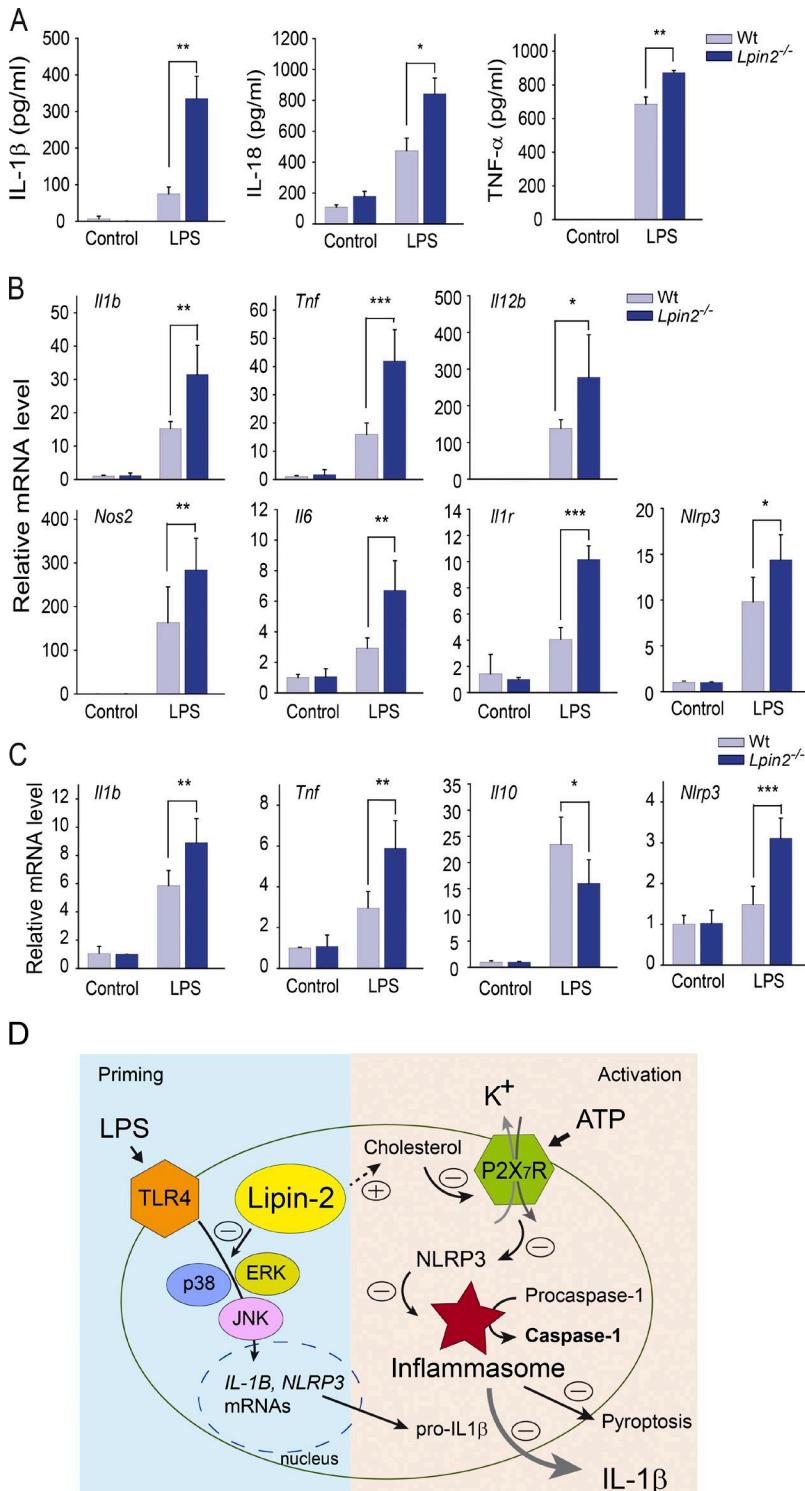 A
IL-1β (pg/ml)
500
400
300
200
100
0
**
Control LPS
IL-18 (pg/ml)
1200
1000
800
600
400
200
0
*
Control LPS
TNF-α (pg/ml)
1000
800
600
400
200
0
**
Control LPS
Wt
Lpin2-/-
B
Relative mRNA level
Il1b
50
40
30
20
10
0
**
Tnf
60
40
20
0
***
Il12b
500
400
300
200
100
0
*
Wt
Lpin2-/-
Nos2
400
300
200
100
0
**
Control LPS
Il6
12
10
8
6
4
2
0
**
Control LPS
Il1r
12
10
8
6
4
2
0
***
Control LPS
Nlrp3
20
15
10
5
0
*
Control LPS
C
Relative mRNA level
Wt
Lpin2-/-
Il1b
12
10
8
6
4
2
0
**
Control LPS
Tnf
8
6
4
2
0
**
Control LPS
Il10
35
30
25
20
15
10
5
0
*
Control LPS
Nlrp3
4
3
2
1
0
***
Control LPS
D
Priming
Activation
K+
LPS
ATP
Cholesterol
−
P2X7R
TLR4
Lipin-2
+
−
−
NLRP3
p38
ERK
−
Procaspase-1
JNK
Caspase-1
Inflammasome
IL-1B, NLRP3
mRNAs
−
pro-IL1β
−
Pyroptosis
nucleus
IL-1β